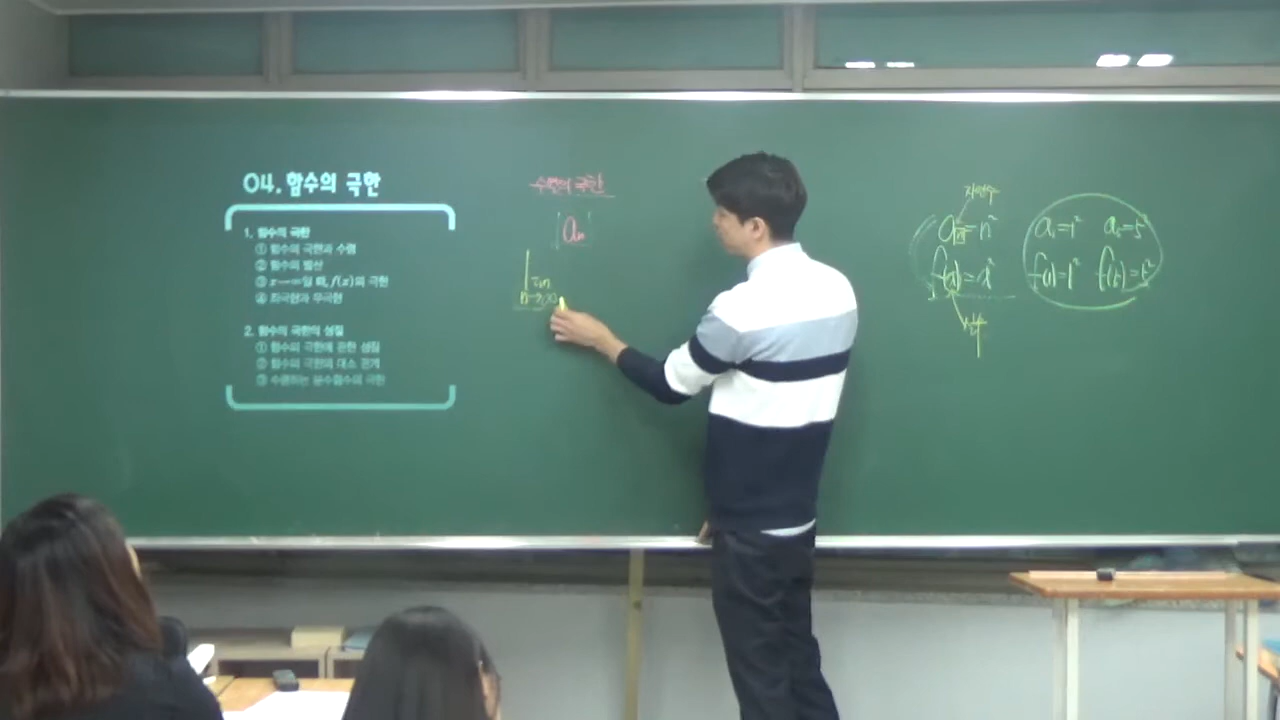 04. 함수의 극한
1. 함수의 극한
① 함수의 극한과 수렴
② 함수의 발산
③ x→∞일 때, f(x)의 극한
④ 좌극한과 우극한
2. 함수의 극한의 성질
① 함수의 극한에 관한 성질
② 함수의 극한의 대소 관계
③ 수렴하는 분수함수의 극한
수열의 극한
aₙ
lim
n→∞
자연수
aₙ=n²
f(x)=x²
실수
a₁=1² a₅=5²
f(1)=1² f(5)=5²